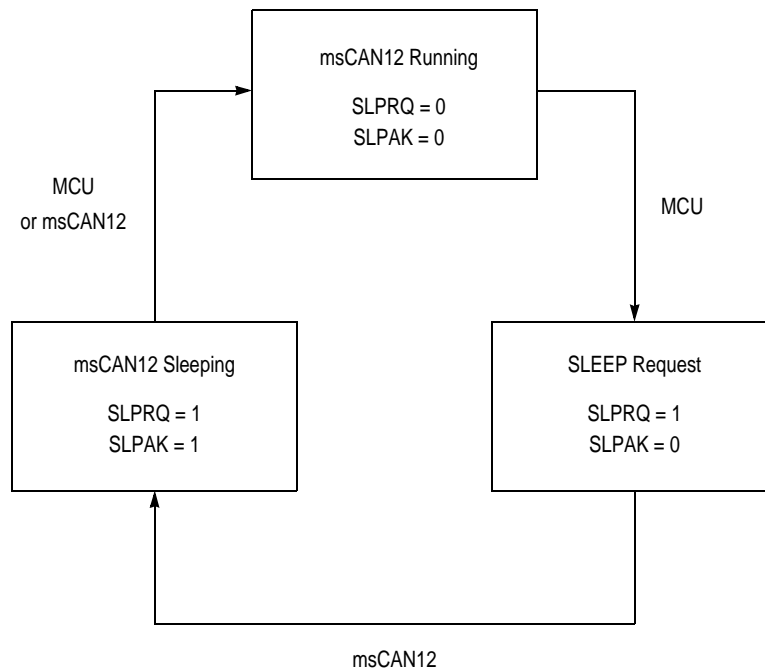 msCAN12 Running
SLPRQ = 0
SLPAK = 0
MCU
or msCAN12
MCU
msCAN12 Sleeping
SLPRQ = 1
SLPAK = 1
SLEEP Request
SLPRQ = 1
SLPAK = 0
msCAN12